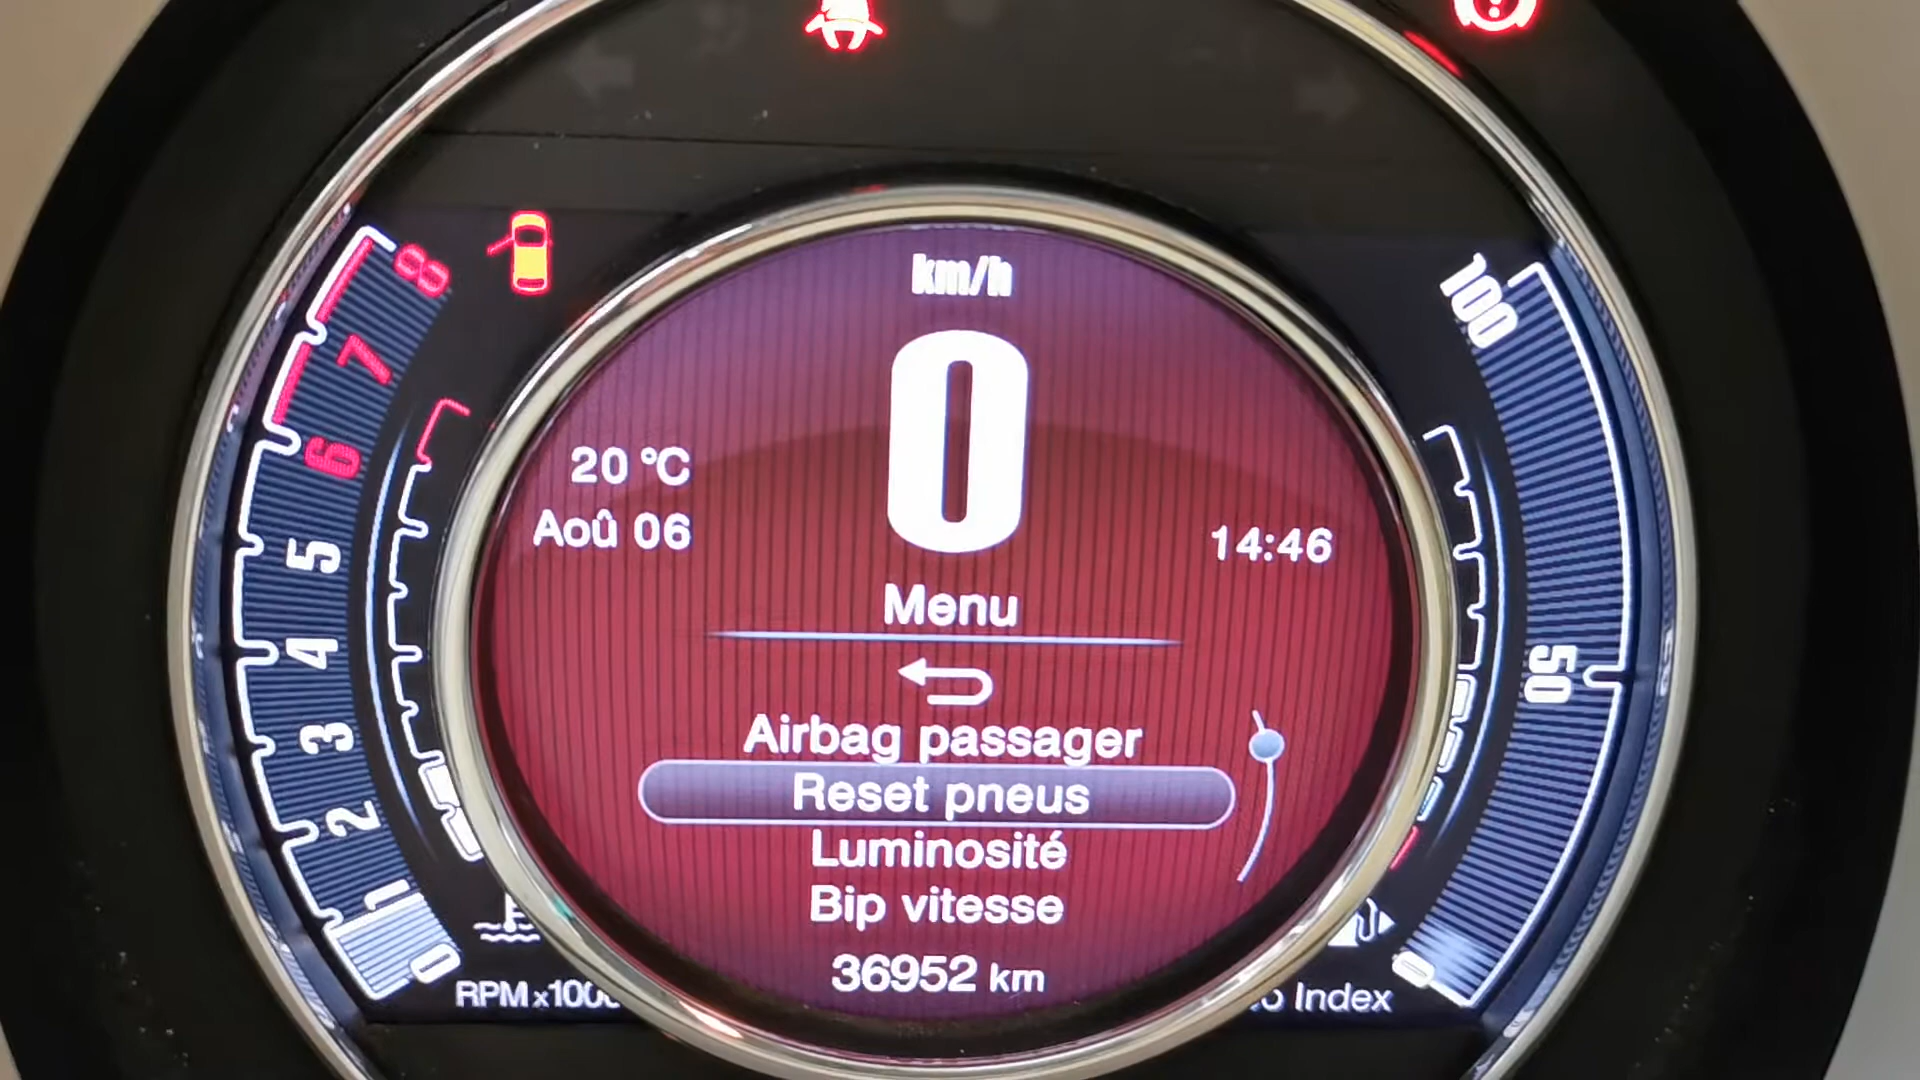 km/h
0
20 °C
Aoû 06
14:46
Menu
Airbag passager
Reset pneus
Luminosité
Bip vitesse
36952 km
8
7
6
5
4
3
2
1
0
RPM x100
100
50
0
Index